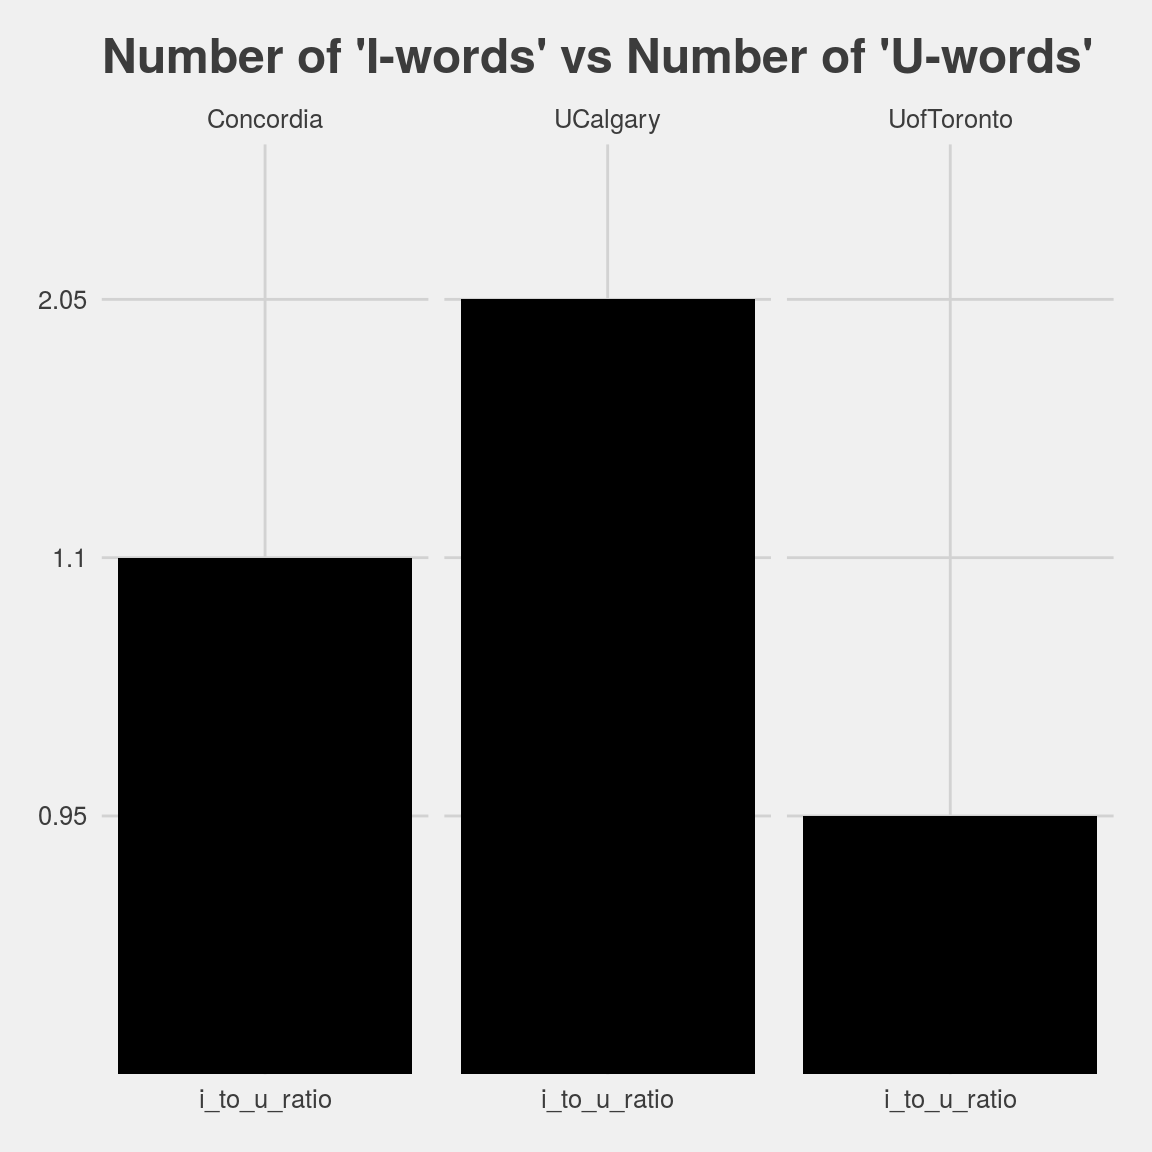 Number of 'I-words' vs Number of 'U-words'
Concordia UCalgary UofToronto
2.05
1.1
0.95
i_to_u_ratio i_to_u_ratio i_to_u_ratio